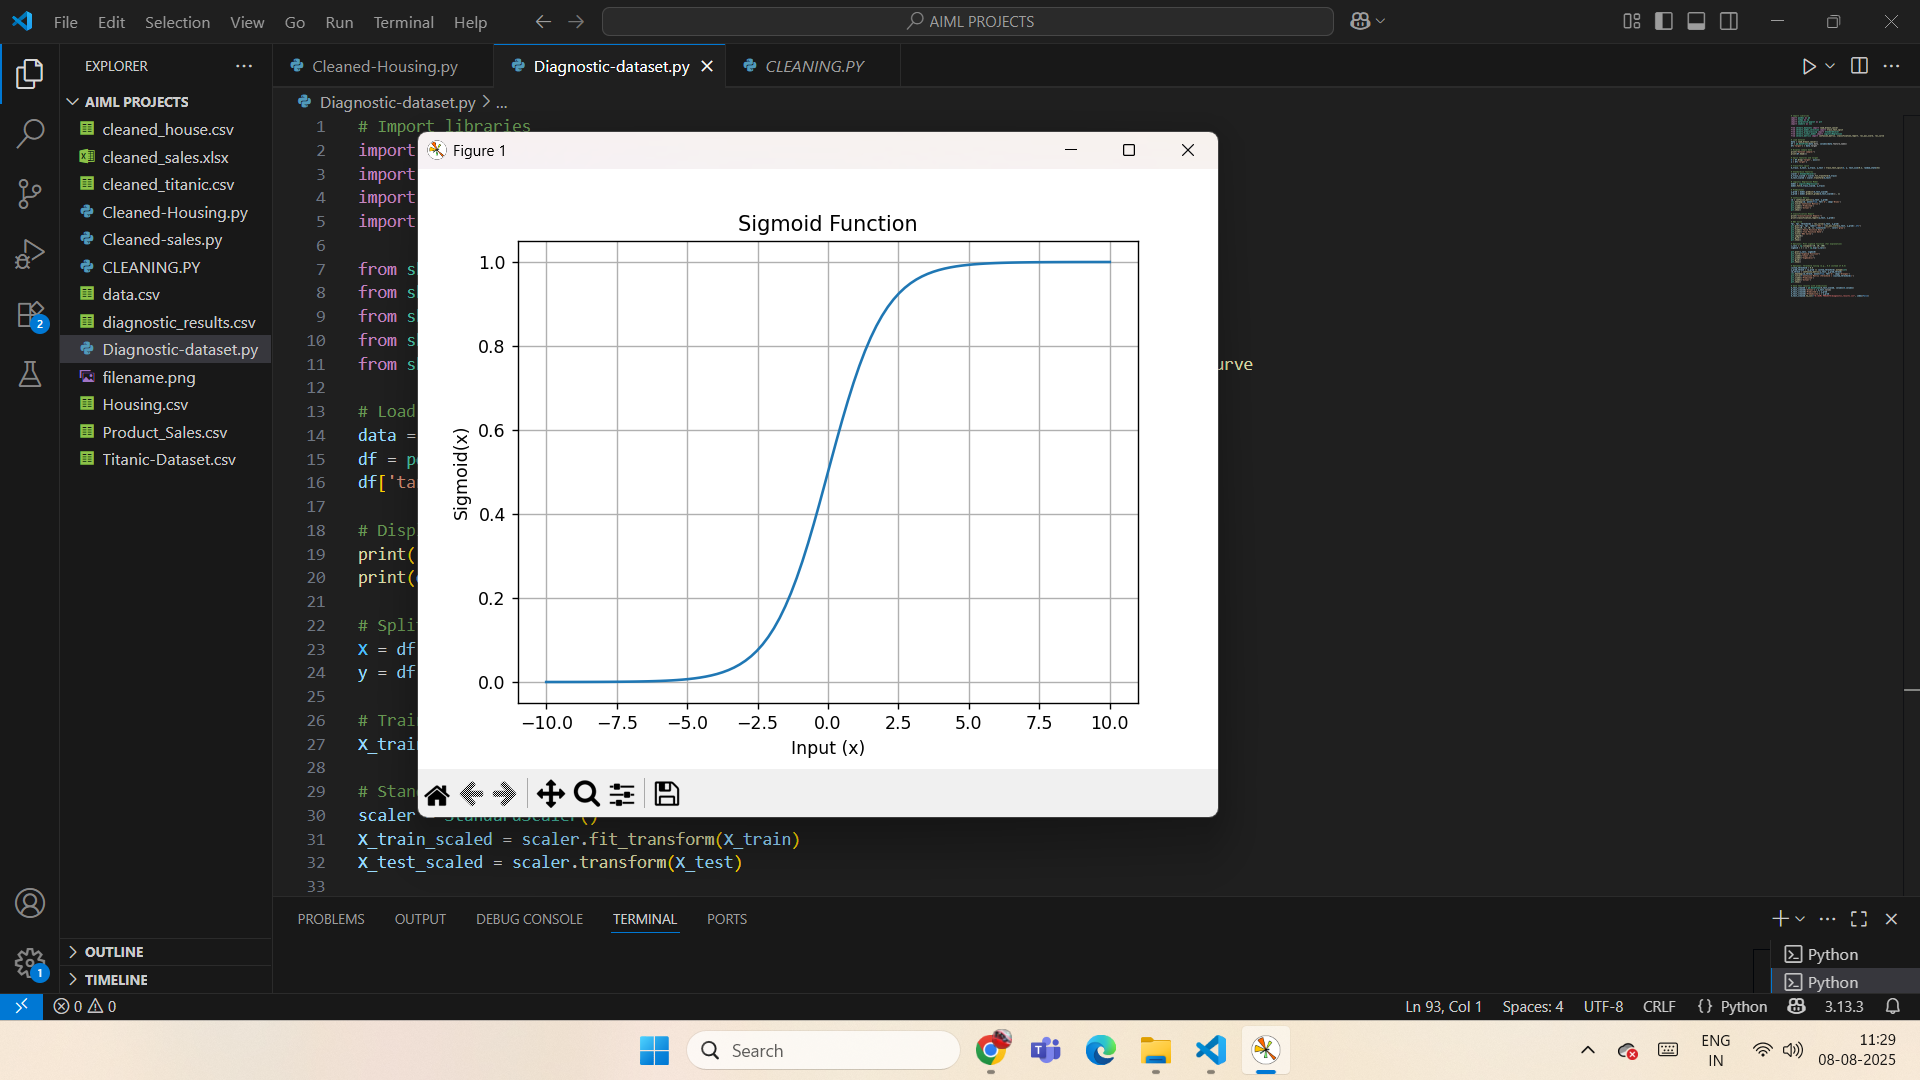 File Edit Selection View Go Run Terminal Help
AIML PROJECTS
EXPLORER
AIML PROJECTS
cleaned_house.csv
cleaned_sales.xlsx
cleaned_titanic.csv
Cleaned-Housing.py
Cleaned-sales.py
CLEANING.PY
data.csv
diagnostic_results.csv
Diagnostic-dataset.py
filename.png
Housing.csv
Product_Sales.csv
Titanic-Dataset.csv
OUTLINE
TIMELINE
2
1
Cleaned-Housing.py Diagnostic-dataset.py CLEANING.PY
Diagnostic-dataset.py > ...
1 # Import libraries
2 import
3 import
4 import
5 import
6
7 from s
8 from s
9 from s
10 from s
11 from s urve
12
13 # Load
14 data =
15 df = p
16 df['ta
17
18 # Disp
19 print(
20 print(
21
22 # Spli
23 X = df
24 y = df
25
26 # Trai
27 X_trai
28
29 # Stan
30 scaler = StandardScaler()
31 X_train_scaled = scaler.fit_transform(X_train)
32 X_test_scaled = scaler.transform(X_test)
33
Figure 1
Sigmoid Function
Sigmoid(x)
1.0
0.8
0.6
0.4
0.2
0.0
−10.0 −7.5 −5.0 −2.5 0.0 2.5 5.0 7.5 10.0
Input (x)
PROBLEMS OUTPUT DEBUG CONSOLE TERMINAL PORTS
Python
Python
0 0
Ln 93, Col 1 Spaces: 4 UTF-8 CRLF {} Python 3.13.3
Search
ENG
IN
11:29
08-08-2025